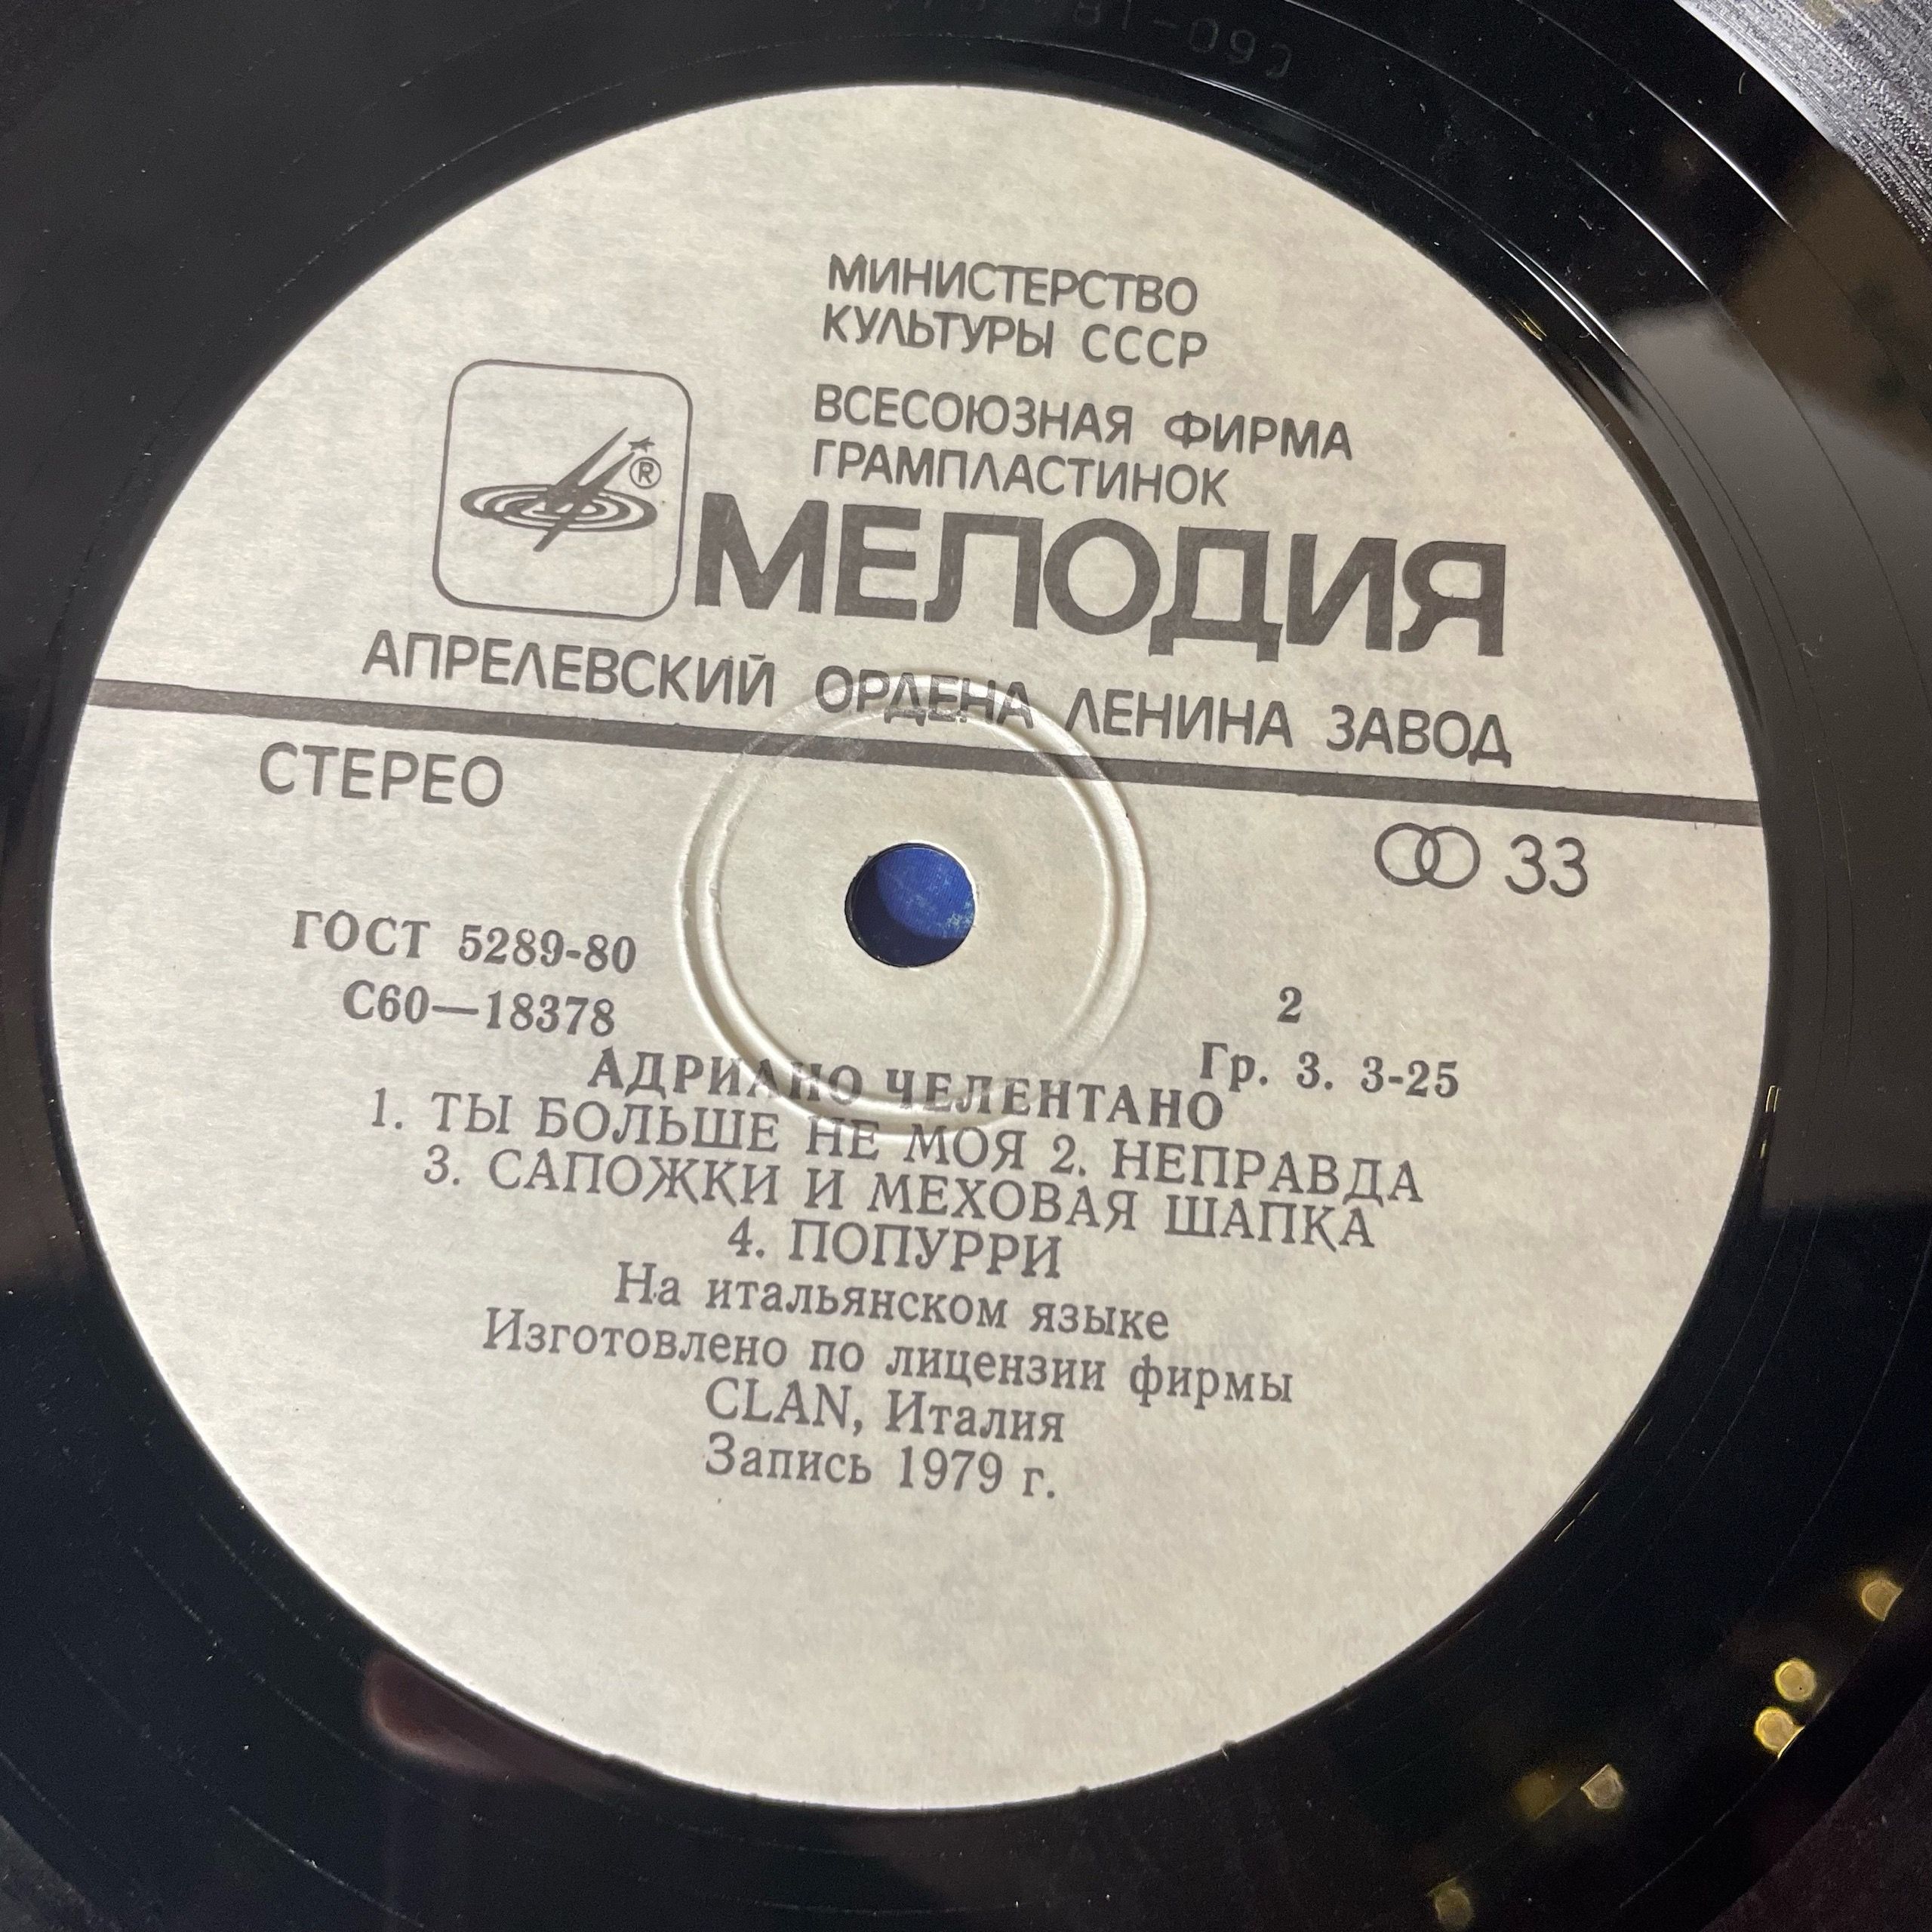 МИНИСТЕРСТВО
КУЛЬТУРЫ СССР
ВСЕСОЮЗНАЯ ФИРМА
ГРАМПЛАСТИНОК
®
МЕЛОДИЯ
АПРЕЛЕВСКИЙ ОРДЕНА ЛЕНИНА ЗАВОД
СТЕРЕО
33
ГОСТ 5289-80
С60—18378
2
Гр. 3. 3-25
АДРИАНО ЧЕЛЕНТАНО
1. ТЫ БОЛЬШЕ НЕ МОЯ 2. НЕПРАВДА
3. САПОЖКИ И МЕХОВАЯ ШАПКА
4. ПОПУРРИ
На итальянском языке
Изготовлено по лицензии фирмы
CLAN, Италия
Запись 1979 г.